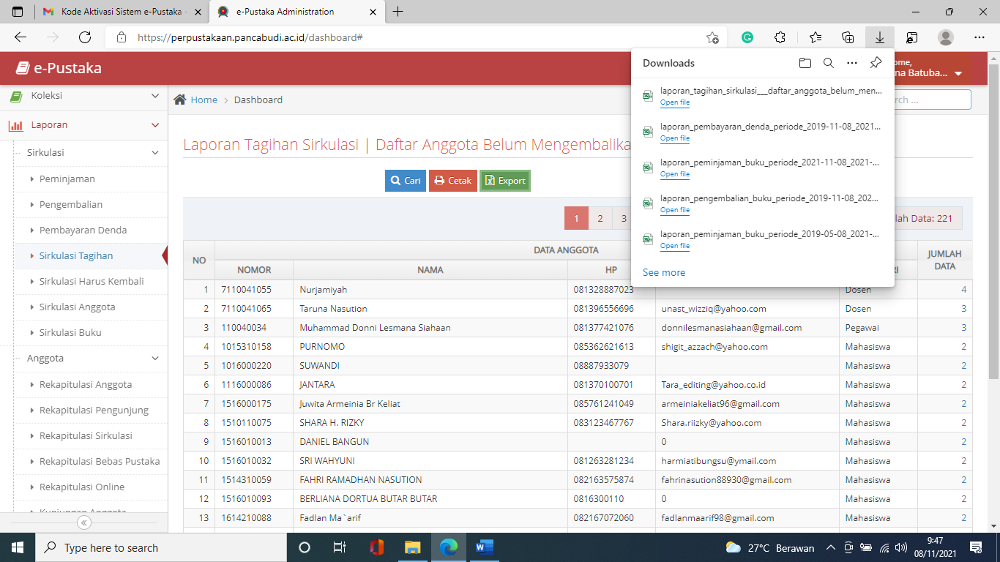 Kode Aktivasi Sistem e-Pustaka -
e-Pustaka Administration
https://perpustakaan.pancabudi.ac.id/dashboard#
e-Pustaka
ome,
na Batuba...
Downloads
laporan_tagihan_sirkulasi___daftar_anggota_belum_men...
Open file
laporan_pembayaran_denda_periode_2019-11-08_2021...
Open file
laporan_peminjaman_buku_periode_2021-11-08_2021-...
Open file
laporan_pengembalian_buku_periode_2019-11-08_202...
Open file
laporan_peminjaman_buku_periode_2019-05-08_2021-...
Open file
See more
Koleksi
Laporan
Sirkulasi
Peminjaman
Pengembalian
Pembayaran Denda
Sirkulasi Tagihan
Sirkulasi Harus Kembali
Sirkulasi Anggota
Sirkulasi Buku
Anggota
Rekapitulasi Anggota
Rekapitulasi Pengunjung
Rekapitulasi Sirkulasi
Rekapitulasi Bebas Pustaka
Rekapitulasi Online
Kunjungan Anggota
Home > Dashboard
rch ...
Laporan Tagihan Sirkulasi | Daftar Anggota Belum Mengembalika
Cari Cetak Export
1 2 3
lah Data: 221
NO DATA ANGGOTA JUMLAH DATA
NOMOR NAMA HP RI
1 7110041055 Nurjamiyah 081328887023 Dosen 4
2 7110041065 Taruna Nasution 081396556696 unast_wizziq@yahoo.com Dosen 3
3 110040034 Muhammad Donni Lesmana Siahaan 081377421076 donnilesmanasiahaan@gmail.com Pegawai 3
4 1015310158 PURNOMO 085362621613 shigit_azzach@yahoo.com Mahasiswa 2
5 1016000220 SUWANDI 08887933079 Mahasiswa 2
6 1116000086 JANTARA 081370100701 Tara_editing@yahoo.co.id Mahasiswa 2
7 1516000175 Juwita Armeinia Br Keliat 085761241049 armeiniakeliat96@gmail.com Mahasiswa 2
8 1510110075 SHARA H. RIZKY 083123467767 Shara.riizky@yahoo.com Mahasiswa 2
9 1516010013 DANIEL BANGUN 0 Mahasiswa 2
10 1516010032 SRI WAHYUNI 081263281234 harmiatibungsu@ymail.com Mahasiswa 2
11 1514310059 FAHRI RAMADHAN NASUTION 082163575874 fahrinasution88930@gmail.com Mahasiswa 2
12 1516010093 BERLIANA DORTUA BUTAR BUTAR 0816300110 0 Mahasiswa 2
13 1614210088 Fadlan Ma`arif 082167072060 fadlanmaarif98@gmail.com Mahasiswa 2
Type here to search
27°C Berawan
9:47
08/11/2021